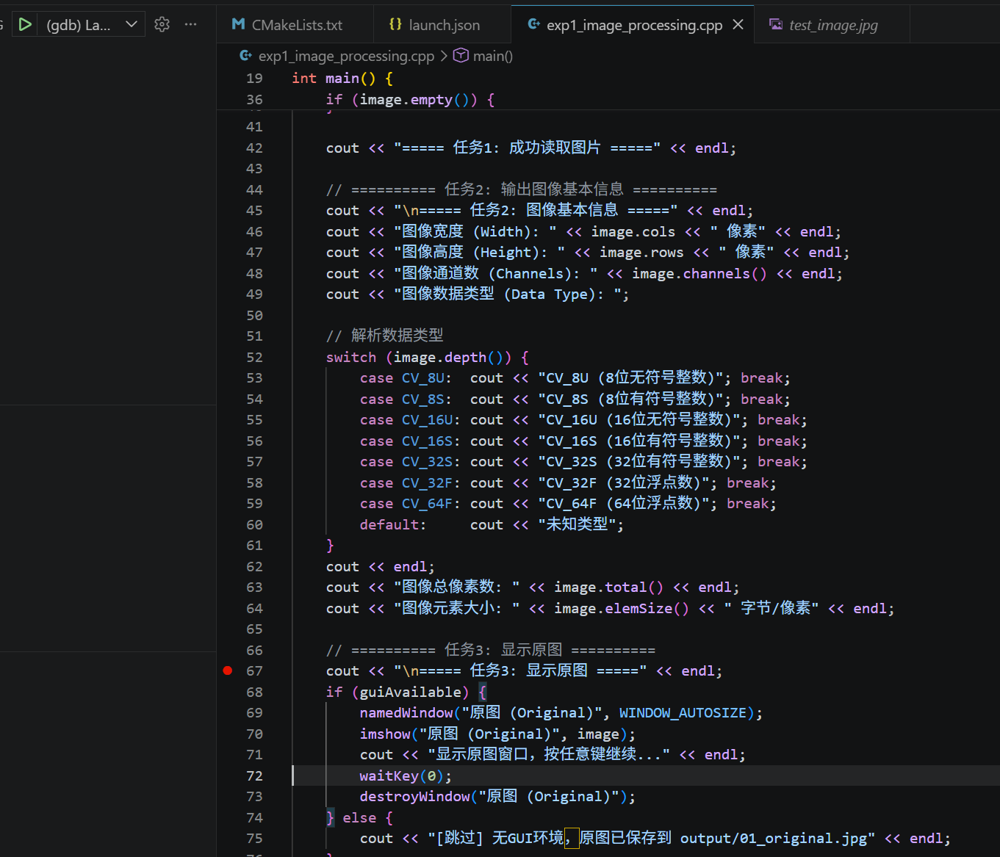 (gdb) La...
CMakeLists.txt
{} launch.json
exp1_image_processing.cpp
test_image.jpg
exp1_image_processing.cpp > main()
19 int main() {
36 if (image.empty()) {
41
42 cout << "===== 任务1: 成功读取图片 =====" << endl;
43
44 // ========== 任务2: 输出图像基本信息 ==========
45 cout << "\n===== 任务2: 图像基本信息 =====" << endl;
46 cout << "图像宽度 (Width): " << image.cols << " 像素" << endl;
47 cout << "图像高度 (Height): " << image.rows << " 像素" << endl;
48 cout << "图像通道数 (Channels): " << image.channels() << endl;
49 cout << "图像数据类型 (Data Type): ";
50
51 // 解析数据类型
52 switch (image.depth()) {
53 case CV_8U:  cout << "CV_8U (8位无符号整数)"; break;
54 case CV_8S:  cout << "CV_8S (8位有符号整数)"; break;
55 case CV_16U: cout << "CV_16U (16位无符号整数)"; break;
56 case CV_16S: cout << "CV_16S (16位有符号整数)"; break;
57 case CV_32S: cout << "CV_32S (32位有符号整数)"; break;
58 case CV_32F: cout << "CV_32F (32位浮点数)"; break;
59 case CV_64F: cout << "CV_64F (64位浮点数)"; break;
60 default:     cout << "未知类型";
61 }
62 cout << endl;
63 cout << "图像总像素数: " << image.total() << endl;
64 cout << "图像元素大小: " << image.elemSize() << " 字节/像素" << endl;
65
66 // ========== 任务3: 显示原图 ==========
67 cout << "\n===== 任务3: 显示原图 =====" << endl;
68 if (guiAvailable) {
69 namedWindow("原图 (Original)", WINDOW_AUTOSIZE);
70 imshow("原图 (Original)", image);
71 cout << "显示原图窗口，按任意键继续..." << endl;
72 waitKey(0);
73 destroyWindow("原图 (Original)");
74 } else {
75 cout << "[跳过] 无GUI环境，原图已保存到 output/01_original.jpg" << endl;